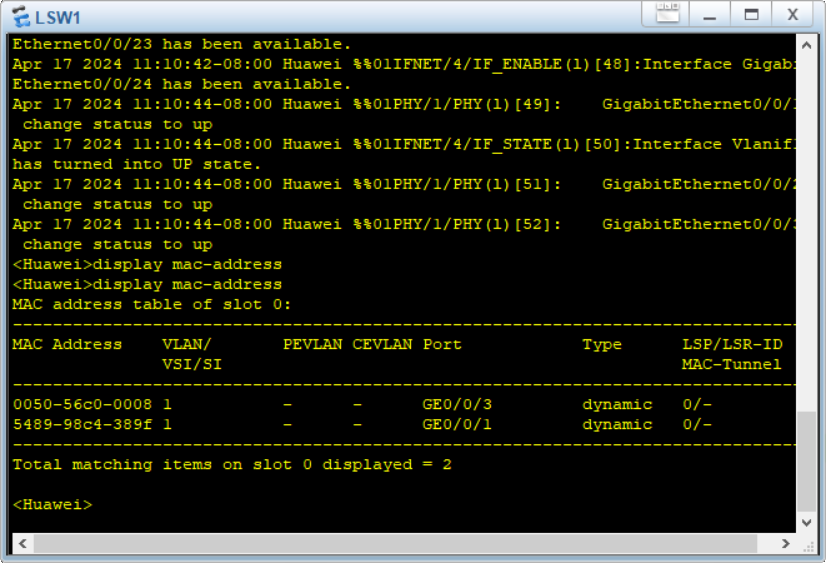 LSW1
Ethernet0/0/23 has been available.
Apr 17 2024 11:10:42-08:00 Huawei %%01IFNET/4/IF_ENABLE(l)[48]:Interface Gigab
Ethernet0/0/24 has been available.
Apr 17 2024 11:10:44-08:00 Huawei %%01PHY/1/PHY(l)[49]:    GigabitEthernet0/0/
 change status to up
Apr 17 2024 11:10:44-08:00 Huawei %%01IFNET/4/IF_STATE(l)[50]:Interface Vlanif
has turned into UP state.
Apr 17 2024 11:10:44-08:00 Huawei %%01PHY/1/PHY(l)[51]:    GigabitEthernet0/0/2
 change status to up
Apr 17 2024 11:10:44-08:00 Huawei %%01PHY/1/PHY(l)[52]:    GigabitEthernet0/0/3
 change status to up
<Huawei>display mac-address
<Huawei>display mac-address
MAC address table of slot 0:
-------------------------------------------------------------------------------
MAC Address    VLAN/       PEVLAN CEVLAN Port            Type      LSP/LSR-ID
               VSI/SI                                              MAC-Tunnel
-------------------------------------------------------------------------------
0050-56c0-0008 1           -      -      GE0/0/3         dynamic   0/-
5489-98c4-389f 1           -      -      GE0/0/1         dynamic   0/-
-------------------------------------------------------------------------------
Total matching items on slot 0 displayed = 2
<Huawei>